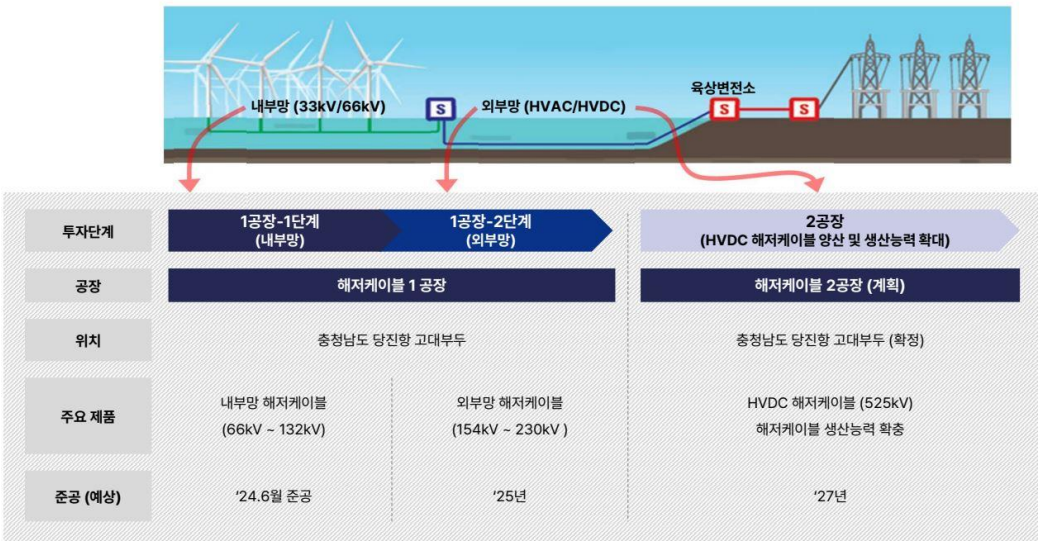 육상변전소
내부망 (33kV/66kV)
S
외부망 (HVAC/HVDC)
S
S
투자단계
1공장-1단계
(내부망)
1공장-2단계
(외부망)
2공장
(HVDC 해저케이블 양산 및 생산능력 확대)
공장
해저케이블 1 공장
해저케이블 2공장 (계획)
위치
충청남도 당진항 고대부두
충청남도 당진항 고대부두 (확정)
주요 제품
내부망 해저케이블
(66kV ~ 132kV)
외부망 해저케이블
(154kV ~ 230kV )
HVDC 해저케이블 (525kV)
해저케이블 생산능력 확충
준공 (예상)
‘24.6월 준공
‘25년
‘27년